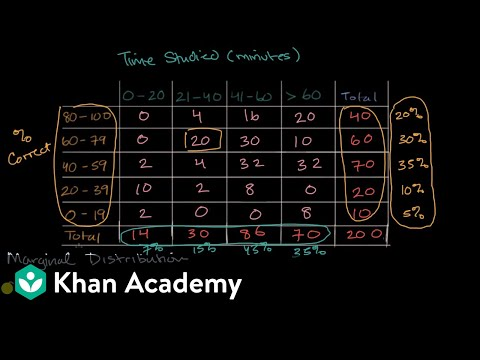 Time Studied (minutes)
0-20 21-40 41-60 >60 Total
80-100 0 4 16 20 40 20%
% Correct
60-79 0 20 30 10 60 30%
40-59 2 4 32 32 70 35%
20-39 10 2 8 0 20 10%
0-19 2 0 0 8 10 5%
Total 14 30 86 70 200
7% 15% 43% 35%
Marginal Distribution
Khan Academy